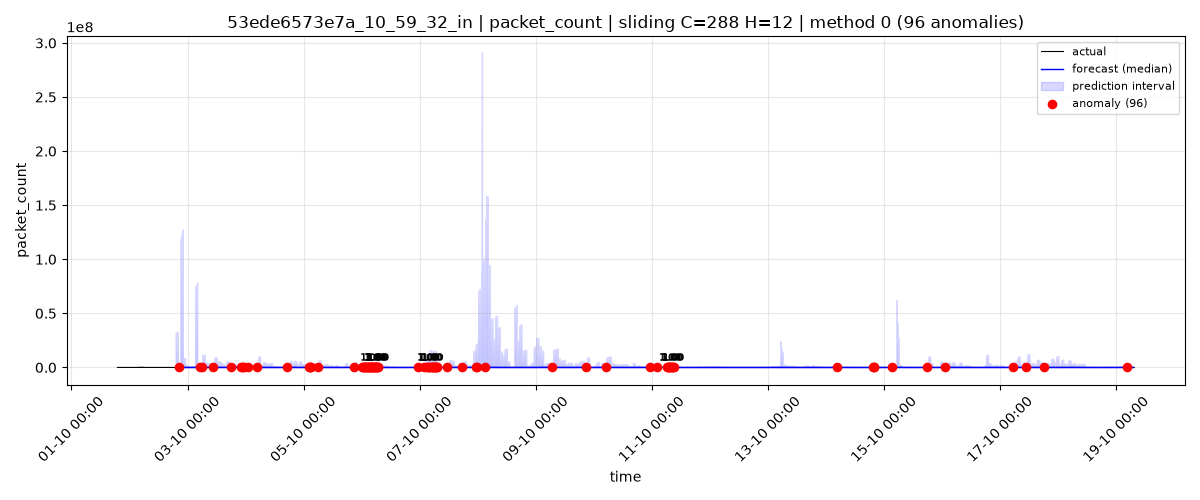 53ede6573e7a_10_59_32_in | packet_count | sliding C=288 H=12 | method 0 (96 anomalies)
1e8
3.0
2.5
2.0
1.5
1.0
0.5
0.0
packet_count
actual
forecast (median)
prediction interval
anomaly (96)
01-10 00:00
03-10 00:00
05-10 00:00
07-10 00:00
09-10 00:00
11-10 00:00
13-10 00:00
15-10 00:00
17-10 00:00
19-10 00:00
time